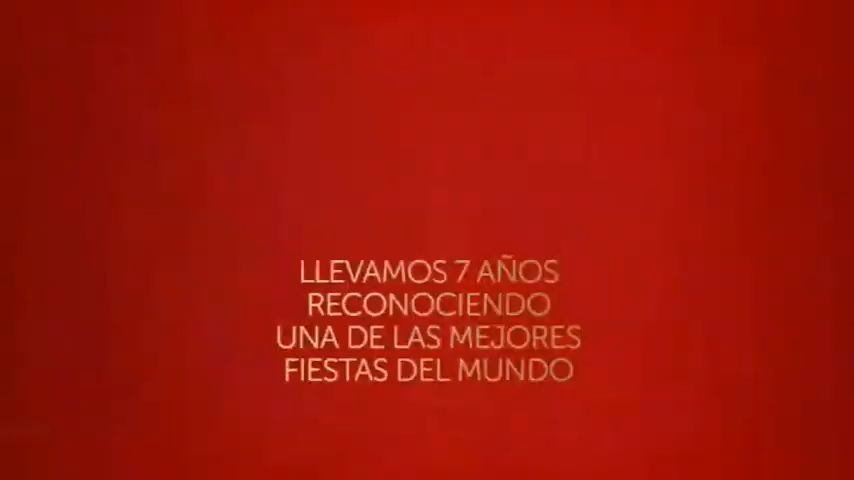 LLEVAMOS 7 AÑOS
RECONOCIENDO
UNA DE LAS MEJORES
FIESTAS DEL MUNDO